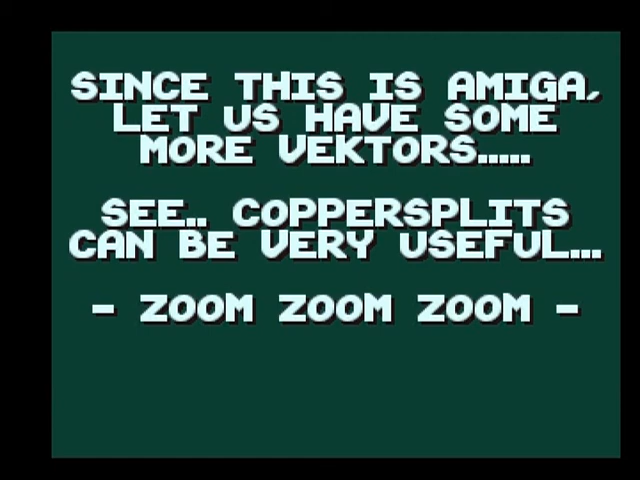 SINCE THIS IS AMIGA,
LET US HAVE SOME
MORE VEKTORS.....
SEE.. COPPERSPLITS
CAN BE VERY USEFUL...
- ZOOM ZOOM ZOOM -